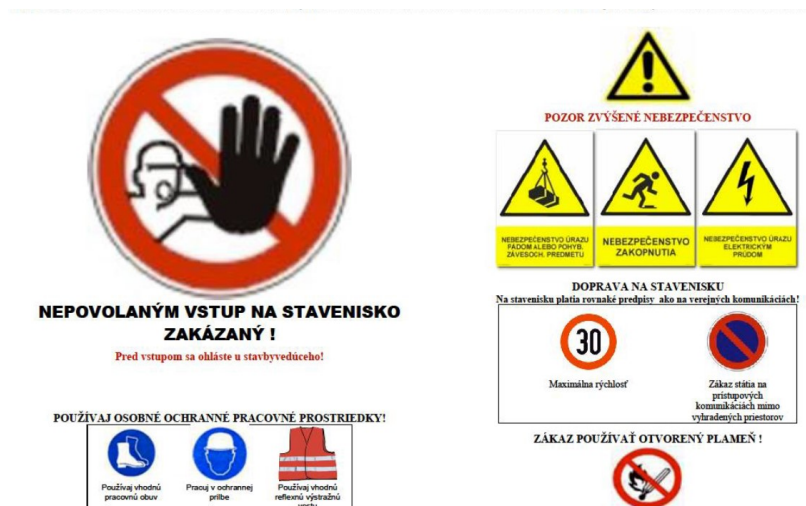 NEPOVOLANÝM VSTUP NA STAVENISKO
ZAKÁZANÝ !
Pred vstupom sa ohláste u stavbyvedúceho!
POUŽÍVAJ OSOBNÉ OCHRANNÉ PRACOVNÉ PROSTRIEDKY!
Používaj vhodnú
pracovnú obuv
Pracuj v ochrannej
prilbe
Používaj vhodnú
reflexnú výstražnú
vestu
POZOR ZVÝŠENÉ NEBEZPEČENSTVO
NEBEZPEČENSTVO ÚRAZU
PÁDOM ALEBO POHYB.
ZÁVESOCH. PREDMETU
NEBEZPEČENSTVO
ZAKOPNUTIA
NEBEZPEČENSTVO ÚRAZU
ELEKTRICKÝM
PRÚDOM
DOPRAVA NA STAVENISKU
Na stavenisku platia rovnaké predpisy ako na verejných komunikáciách!
30
Maximálna rýchlosť
Zákaz státia na
prístupových
komunikáciách mimo
vyhradených priestorov
ZÁKAZ POUŽÍVAŤ OTVORENÝ PLAMEŇ !